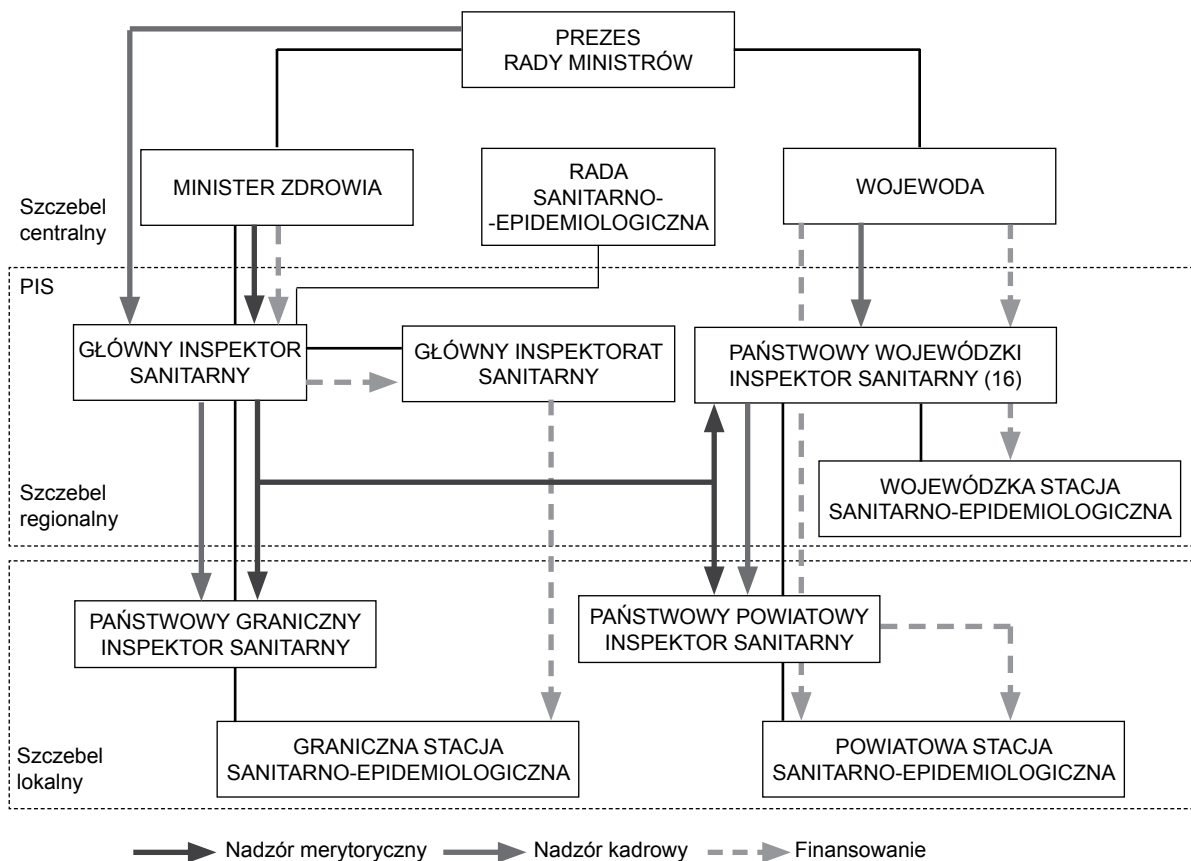 PREZES
RADY MINISTRÓW
MINISTER ZDROWIA
RADA
SANITARNO-
-EPIDEMIOLOGICZNA
WOJEWODA
Szczebel
centralny
PIS
GŁÓWNY INSPEKTOR
SANITARNY
GŁÓWNY INSPEKTORAT
SANITARNY
PAŃSTWOWY WOJEWÓDZKI
INSPEKTOR SANITARNY (16)
WOJEWÓDZKA STACJA
SANITARNO-EPIDEMIOLOGICZNA
Szczebel
regionalny
PAŃSTWOWY GRANICZNY
INSPEKTOR SANITARNY
PAŃSTWOWY POWIATOWY
INSPEKTOR SANITARNY
GRANICZNA STACJA
SANITARNO-EPIDEMIOLOGICZNA
POWIATOWA STACJA
SANITARNO-EPIDEMIOLOGICZNA
Szczebel
lokalny
Nadzór merytoryczny
Nadzór kadrowy
Finansowanie